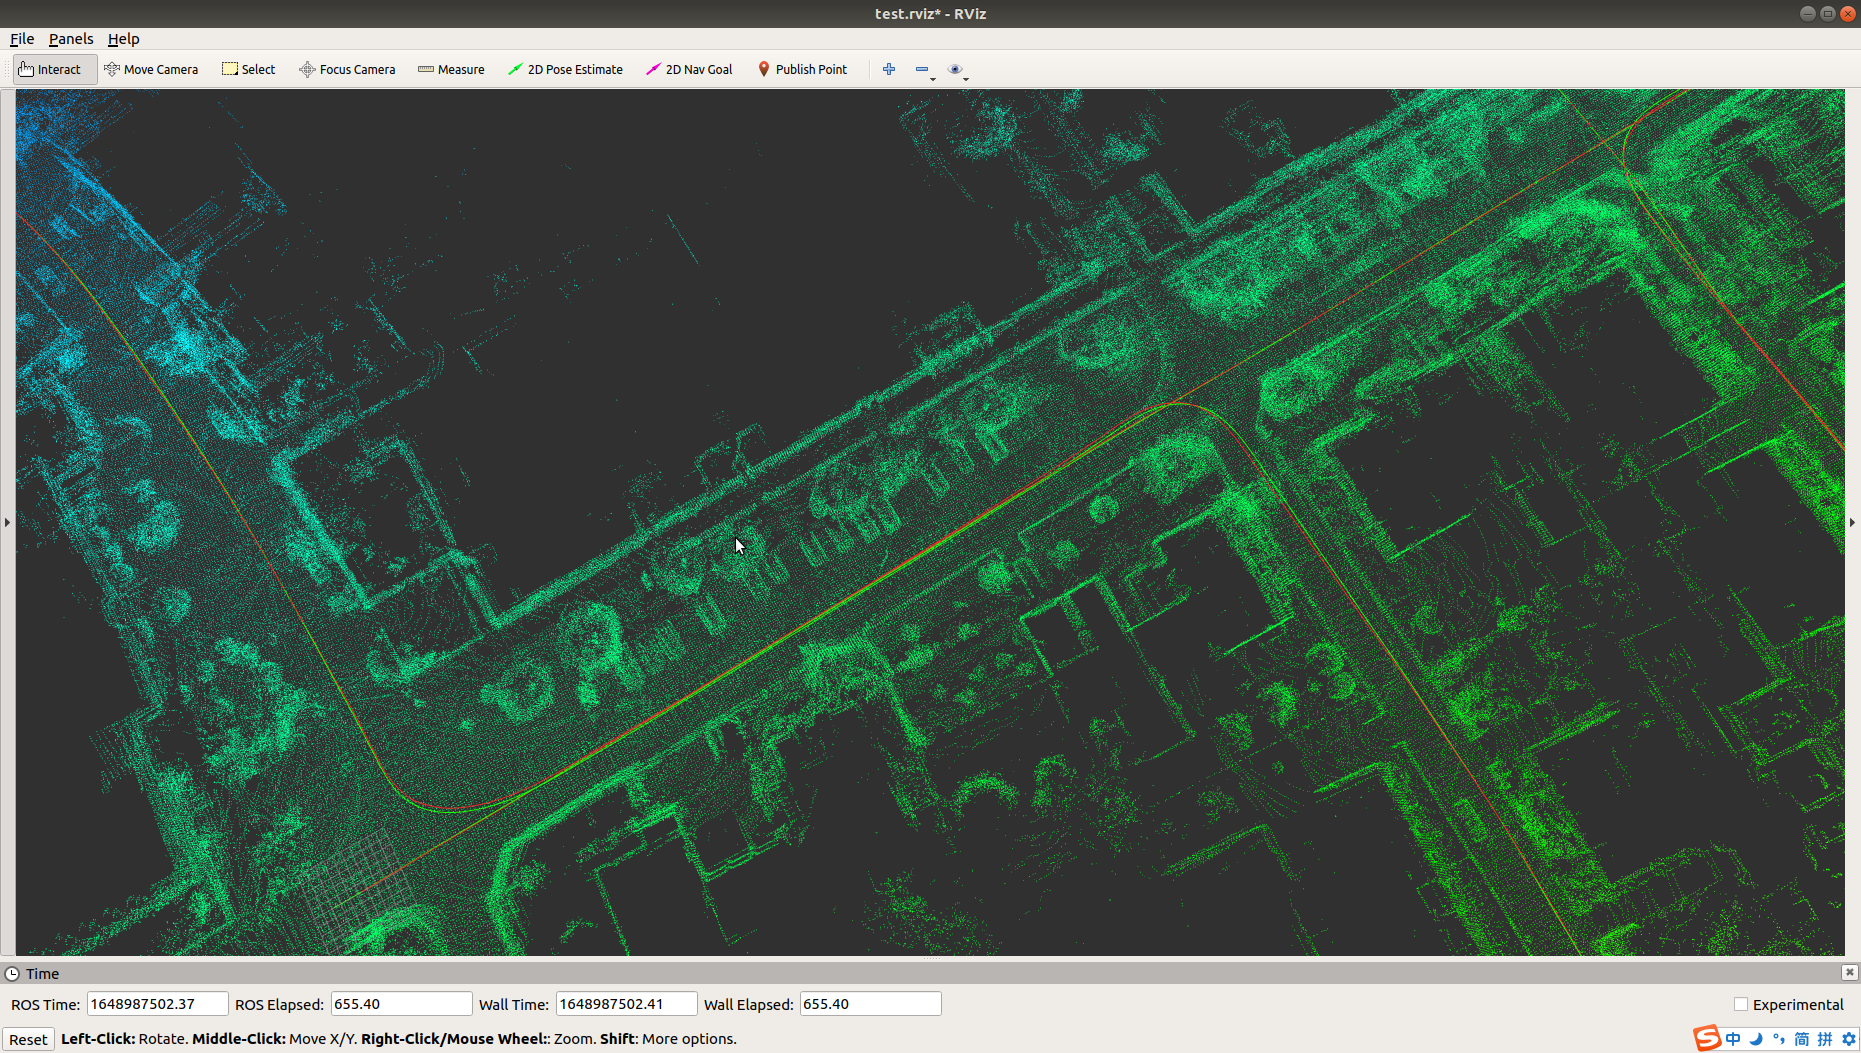 test.rviz* - RViz
File Panels Help
Interact Move Camera Select Focus Camera Measure 2D Pose Estimate 2D Nav Goal Publish Point
Time
ROS Time: 1648987502.37 ROS Elapsed: 655.40 Wall Time: 1648987502.41 Wall Elapsed: 655.40 Experimental
Reset Left-Click: Rotate. Middle-Click: Move X/Y. Right-Click/Mouse Wheel:: Zoom. Shift: More options.
S 中 简 拼